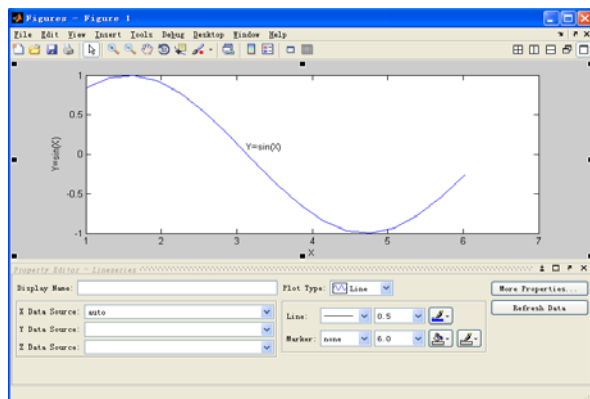 Figures - Figure 1
File Edit View Insert Tools Debug Desktop Window Help
1
0.5
0
-0.5
-1
Y=sin(X)
Y=sin(X)
1 2 3 4 5 6 7
X
Property Editor - Lineseries
Display Name:
Plot Type: Line
More Properties...
X Data Source: auto
Y Data Source:
Z Data Source:
Line: 0.5
Marker: none 6.0
Refresh Data